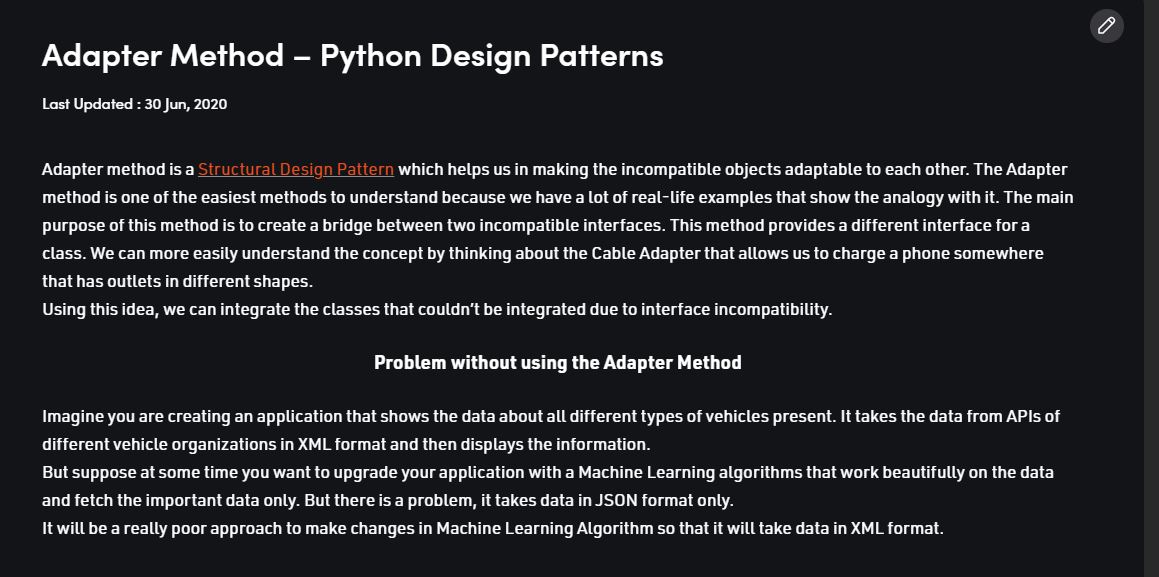 Adapter Method – Python Design Patterns
Last Updated : 30 Jun, 2020
Adapter method is a Structural Design Pattern which helps us in making the incompatible objects adaptable to each other. The Adapter
method is one of the easiest methods to understand because we have a lot of real-life examples that show the analogy with it. The main
purpose of this method is to create a bridge between two incompatible interfaces. This method provides a different interface for a
class. We can more easily understand the concept by thinking about the Cable Adapter that allows us to charge a phone somewhere
that has outlets in different shapes.
Using this idea, we can integrate the classes that couldn’t be integrated due to interface incompatibility.
Problem without using the Adapter Method
Imagine you are creating an application that shows the data about all different types of vehicles present. It takes the data from APIs of
different vehicle organizations in XML format and then displays the information.
But suppose at some time you want to upgrade your application with a Machine Learning algorithms that work beautifully on the data
and fetch the important data only. But there is a problem, it takes data in JSON format only.
It will be a really poor approach to make changes in Machine Learning Algorithm so that it will take data in XML format.